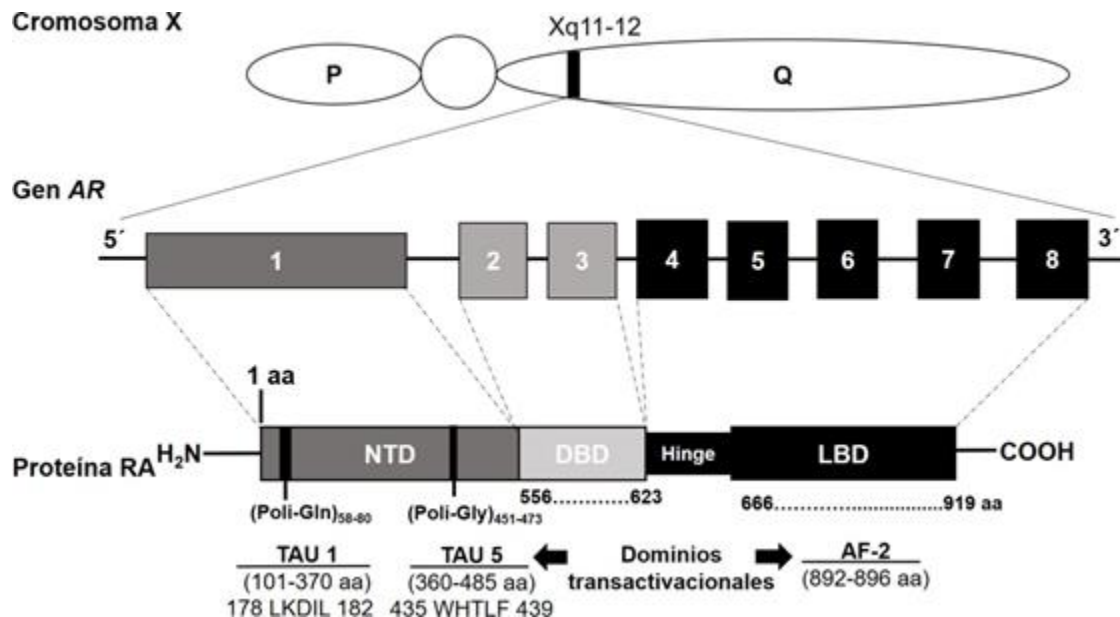 Cromosoma X
Xq11-12
P
Q
Gen AR
5´
1
2
3
4
5
6
7
8
3´
1 aa
Proteína RA
H₂N
NTD
DBD
Hinge
LBD
COOH
556............623
666............................919 aa
(Poli-Gln)₅₈₋₈₀
(Poli-Gly)₄₅₁₋₄₇₃
TAU 1
(101-370 aa)
178 LKDIL 182
TAU 5
(360-485 aa)
435 WHTLF 439
Dominios
transactivacionales
AF-2
(892-896 aa)